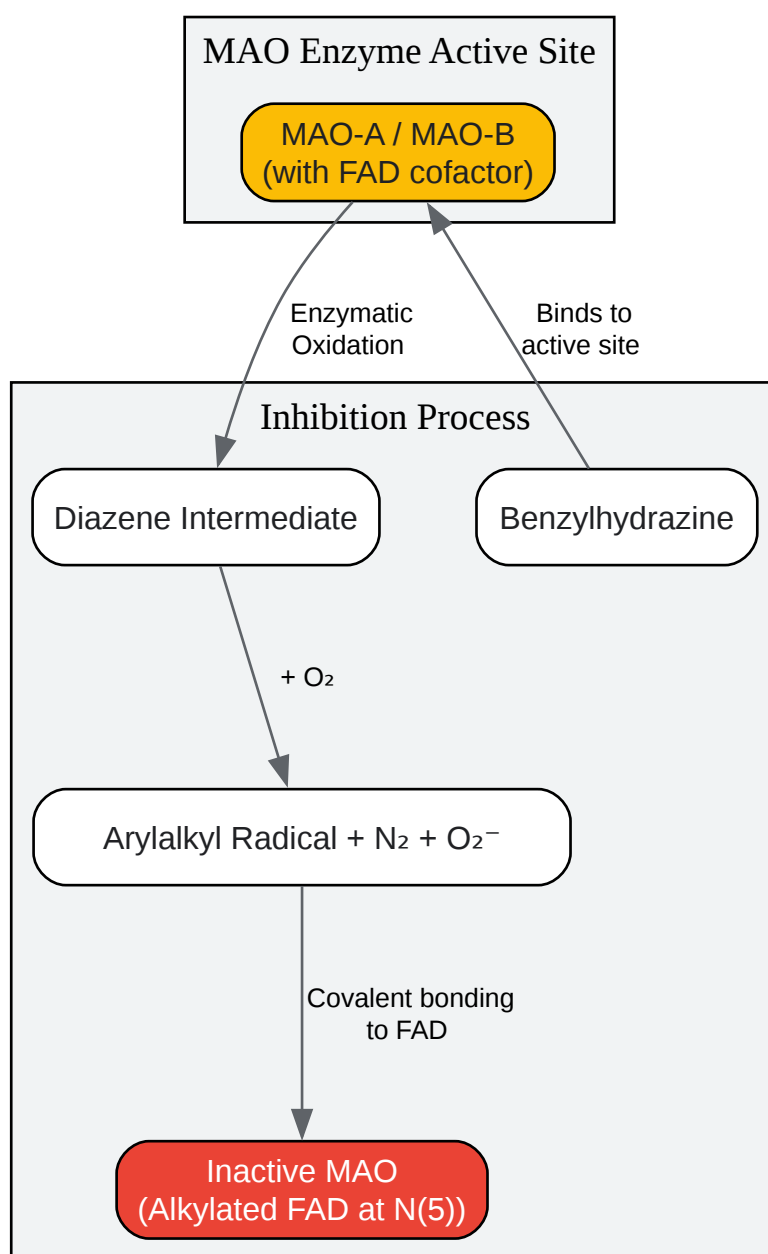 MAO Enzyme Active Site
MAO-A / MAO-B
(with FAD cofactor)
Enzymatic
Oxidation
Binds to
active site
Inhibition Process
Diazene Intermediate
Benzylhydrazine
+ O₂
Arylalkyl Radical + N₂ + O₂⁻
Covalent bonding
to FAD
Inactive MAO
(Alkylated FAD at N(5))